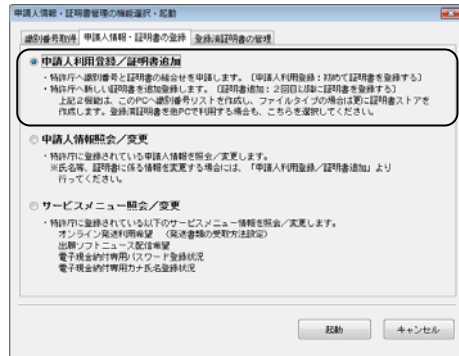 申請人情報・証明書管理の機能選択・起動
識別番号取得 申請人情報・証明書の登録 登録済証明書の管理
申請人利用登録／証明書追加
・特許庁へ識別番号と証明書の組合せを申請します。〔申請人利用登録：初めて証明書を登録する〕
・特許庁へ新しい証明書を追加登録します。〔証明書追加：2回目以降に証明書を登録する〕
上記2機能は、このPCへ識別番号リストを作成し、ファイルタイプの場合は更に証明書ストアを
作成します。登録済証明書を他PCで利用する場合も、こちらを選択してください。
申請人情報照会／変更
・特許庁に登録されている申請人情報を照会／変更します。
※氏名等、証明書に係る情報を変更する場合には、「申請人利用登録／証明書追加」より
行ってください。
サービスメニュー照会／変更
・特許庁に登録されている以下のサービスメニュー情報を照会／変更します。
オンライン発送利用希望 （発送書類の受取方法設定）
出願ソフトニュース配信希望
電子現金納付専用パスワード登録状況
電子現金納付専用カナ氏名登録状況
起動 キャンセル